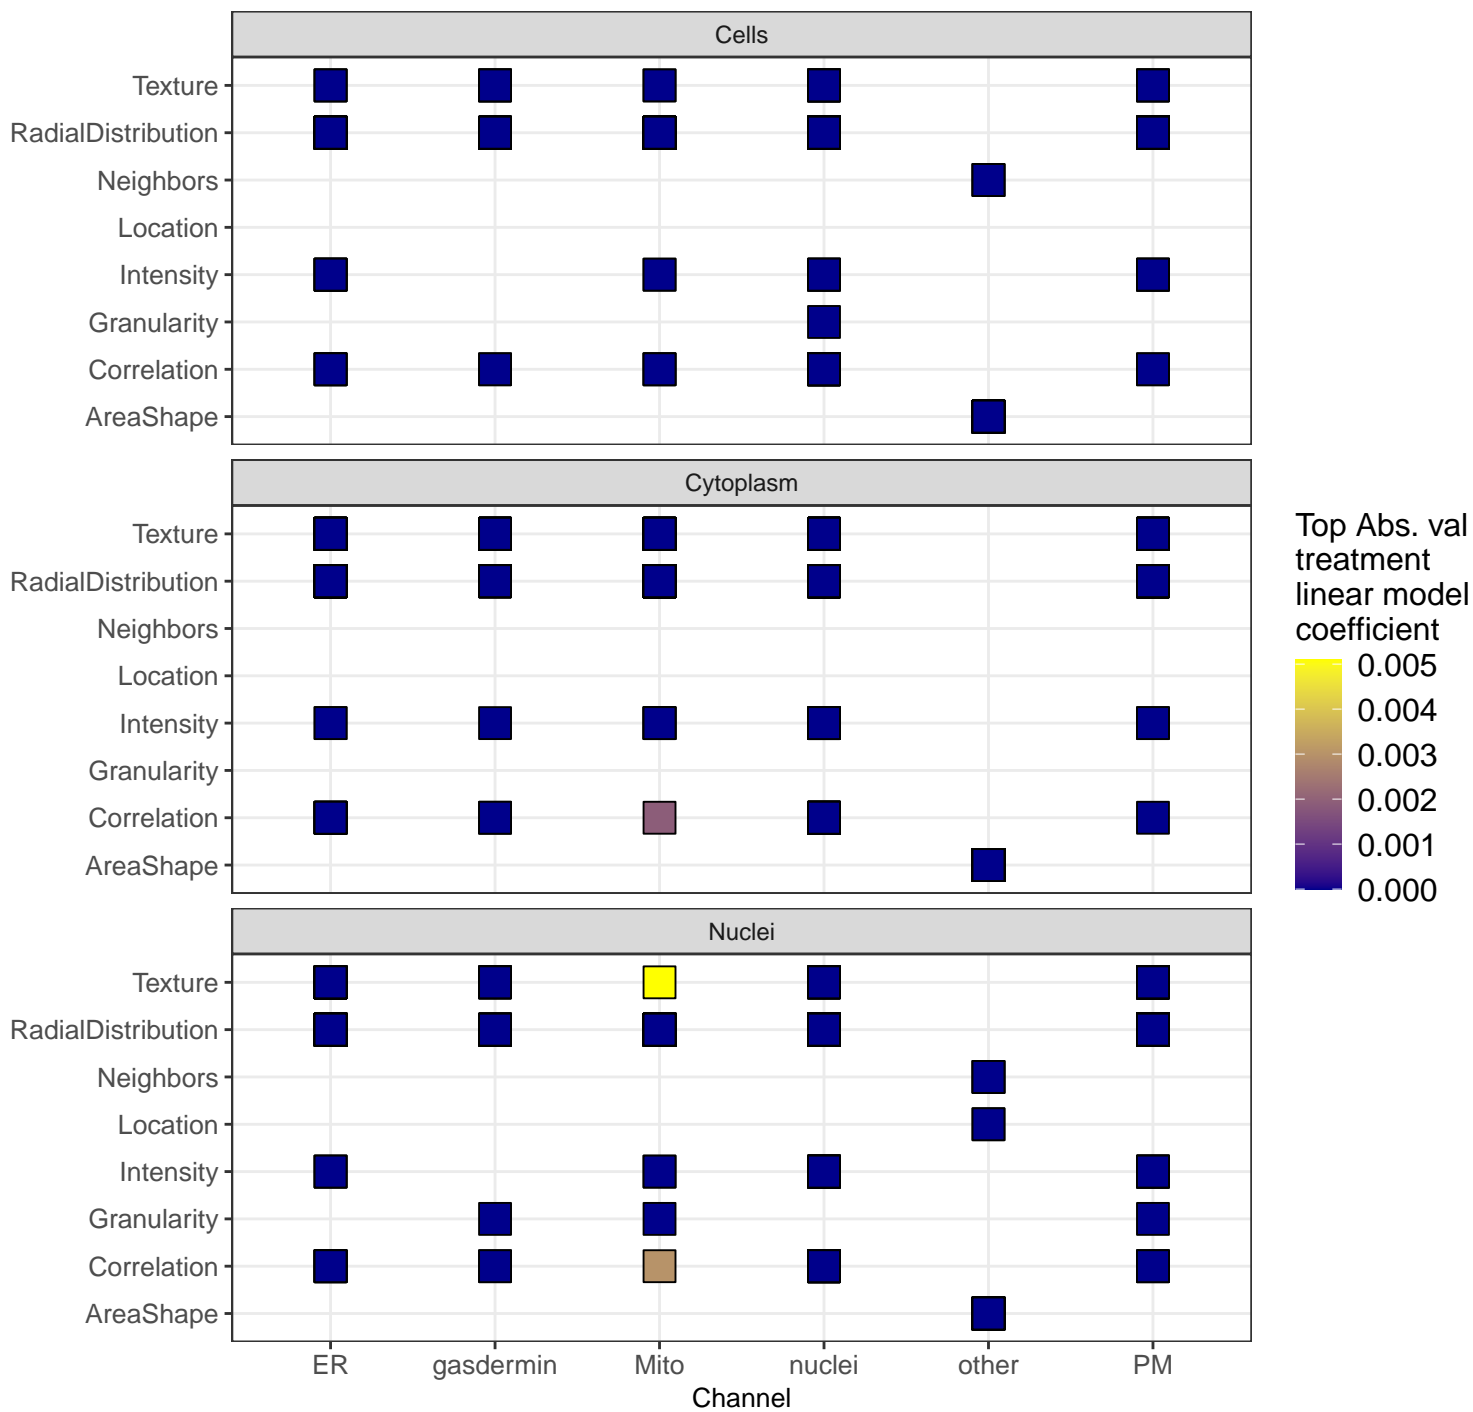 Cells
Texture
RadialDistribution
Neighbors
Location
Intensity
Granularity
Correlation
AreaShape
Cytoplasm
Texture
RadialDistribution
Neighbors
Location
Intensity
Granularity
Correlation
AreaShape
Nuclei
Texture
RadialDistribution
Neighbors
Location
Intensity
Granularity
Correlation
AreaShape
ER gasdermin Mito nuclei other PM
Channel
Top Abs. val
treatment
linear model
coefficient
0.005
0.004
0.003
0.002
0.001
0.000